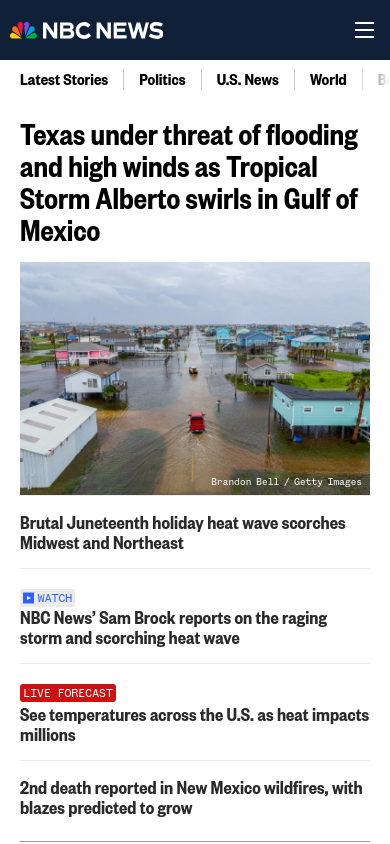 NBC NEWS
Latest Stories
Politics
U.S. News
World
Texas under threat of flooding
and high winds as Tropical
Storm Alberto swirls in Gulf of
Mexico
Brandon Bell / Getty Images
Brutal Juneteenth holiday heat wave scorches
Midwest and Northeast
WATCH
NBC News’ Sam Brock reports on the raging
storm and scorching heat wave
LIVE FORECAST
See temperatures across the U.S. as heat impacts
millions
2nd death reported in New Mexico wildfires, with
blazes predicted to grow